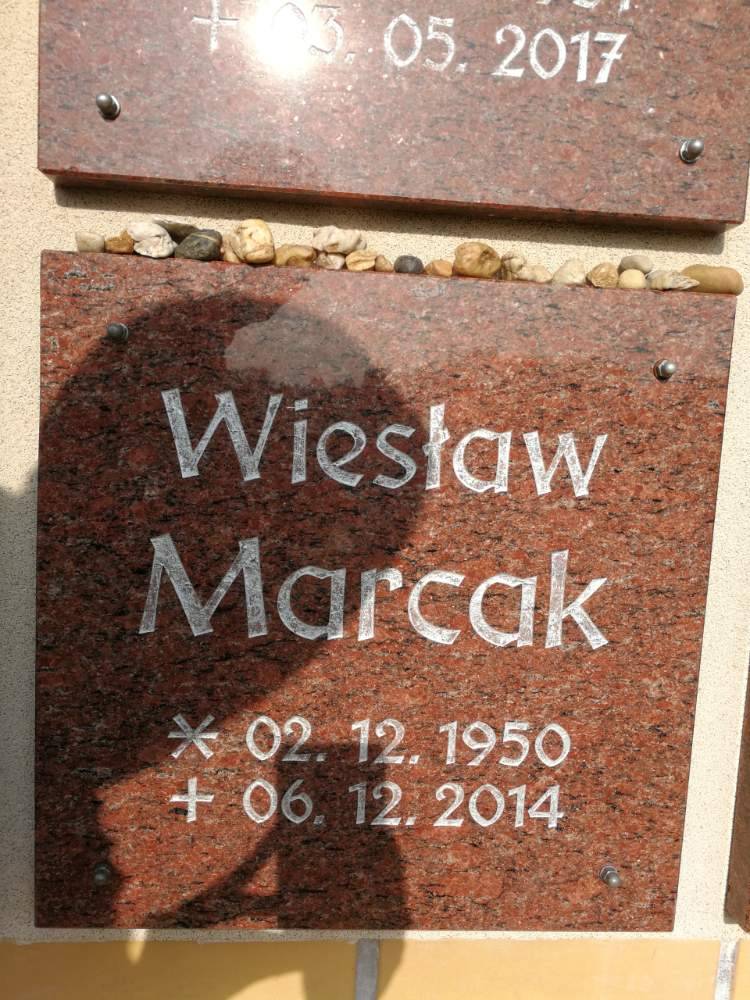 + 03. 05. 2017
Wiesław
Marcak
* 02. 12. 1950
+ 06. 12. 2014